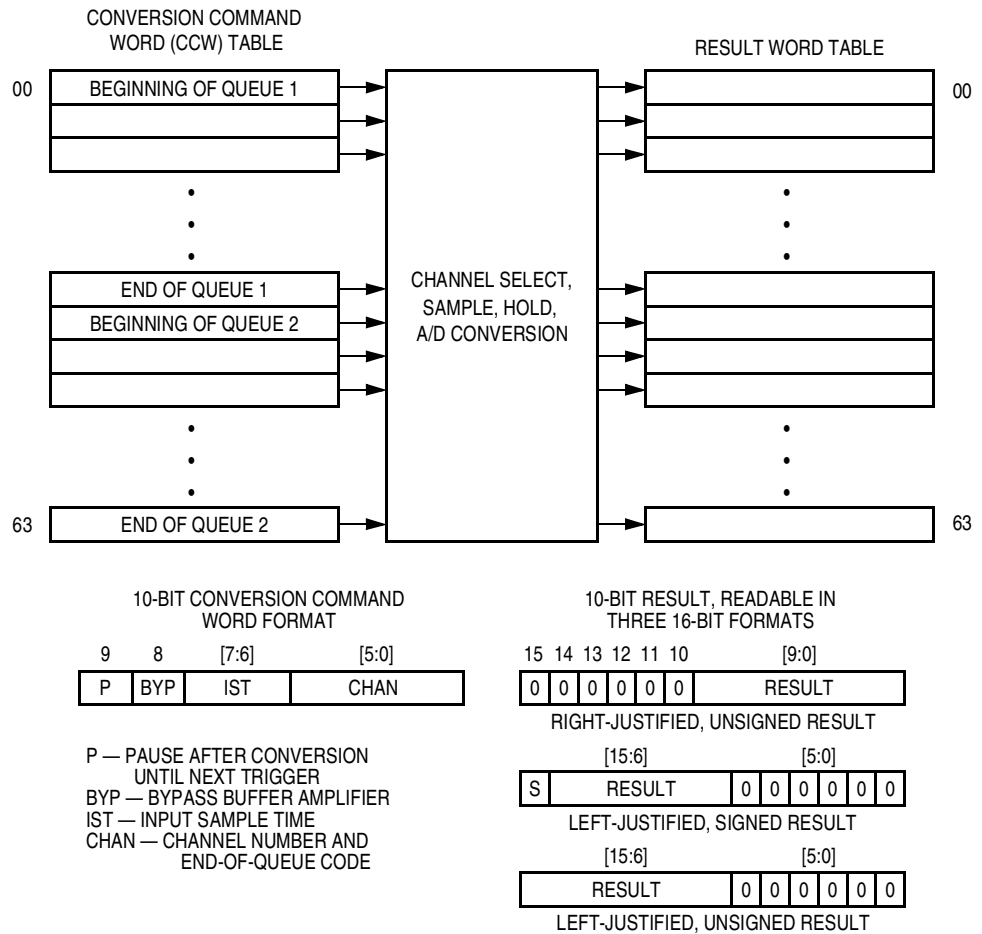 CONVERSION COMMAND
WORD (CCW) TABLE
RESULT WORD TABLE
00
BEGINNING OF QUEUE 1
00
END OF QUEUE 1
BEGINNING OF QUEUE 2
CHANNEL SELECT,
SAMPLE, HOLD,
A/D CONVERSION
63
END OF QUEUE 2
63
10-BIT CONVERSION COMMAND
WORD FORMAT
9 8 [7:6] [5:0]
P BYP IST CHAN
P — PAUSE AFTER CONVERSION
UNTIL NEXT TRIGGER
BYP — BYPASS BUFFER AMPLIFIER
IST — INPUT SAMPLE TIME
CHAN — CHANNEL NUMBER AND
END-OF-QUEUE CODE
10-BIT RESULT, READABLE IN
THREE 16-BIT FORMATS
15 14 13 12 11 10 [9:0]
0 0 0 0 0 0 RESULT
RIGHT-JUSTIFIED, UNSIGNED RESULT
[15:6] [5:0]
S RESULT 0 0 0 0 0 0
LEFT-JUSTIFIED, SIGNED RESULT
[15:6] [5:0]
RESULT 0 0 0 0 0 0
LEFT-JUSTIFIED, UNSIGNED RESULT